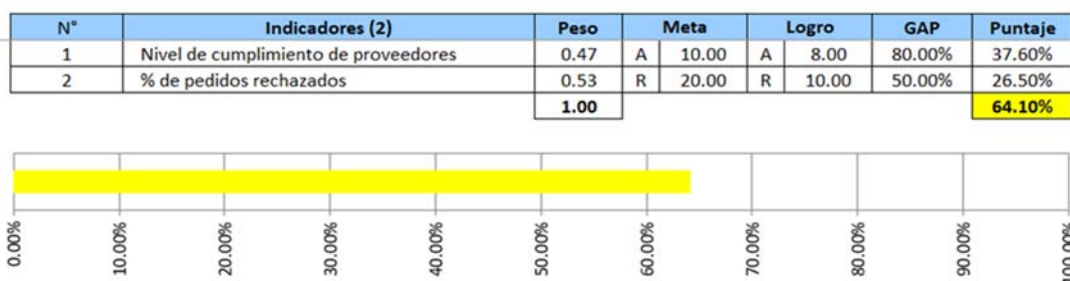 N° Indicadores (2) Peso Meta Logro GAP Puntaje
1 Nivel de cumplimiento de proveedores 0.47 A 10.00 A 8.00 80.00% 37.60%
2 % de pedidos rechazados 0.53 R 20.00 R 10.00 50.00% 26.50%
1.00 64.10%
0.00% 10.00% 20.00% 30.00% 40.00% 50.00% 60.00% 70.00% 80.00% 90.00% 100.00%